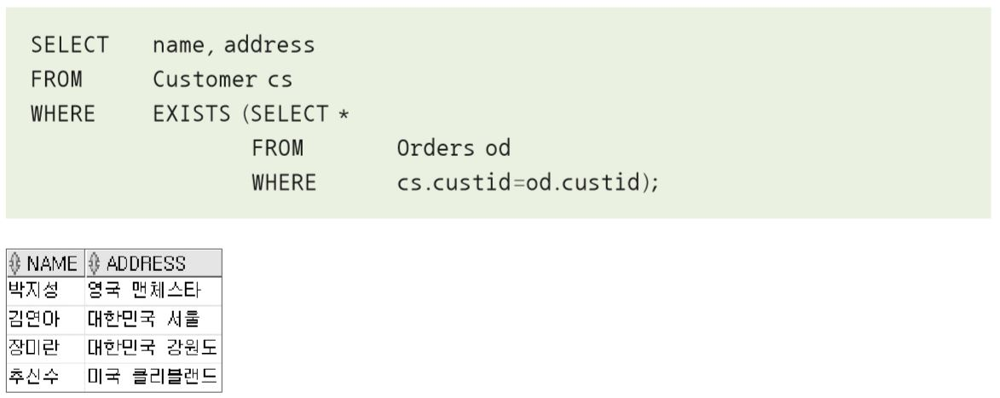 SELECT name, address
FROM Customer cs
WHERE EXISTS (SELECT *
FROM Orders od
WHERE cs.custid=od.custid);
NAME ADDRESS
박지성 영국 맨체스타
김연아 대한민국 서울
장미란 대한민국 강원도
추신수 미국 클리블랜드